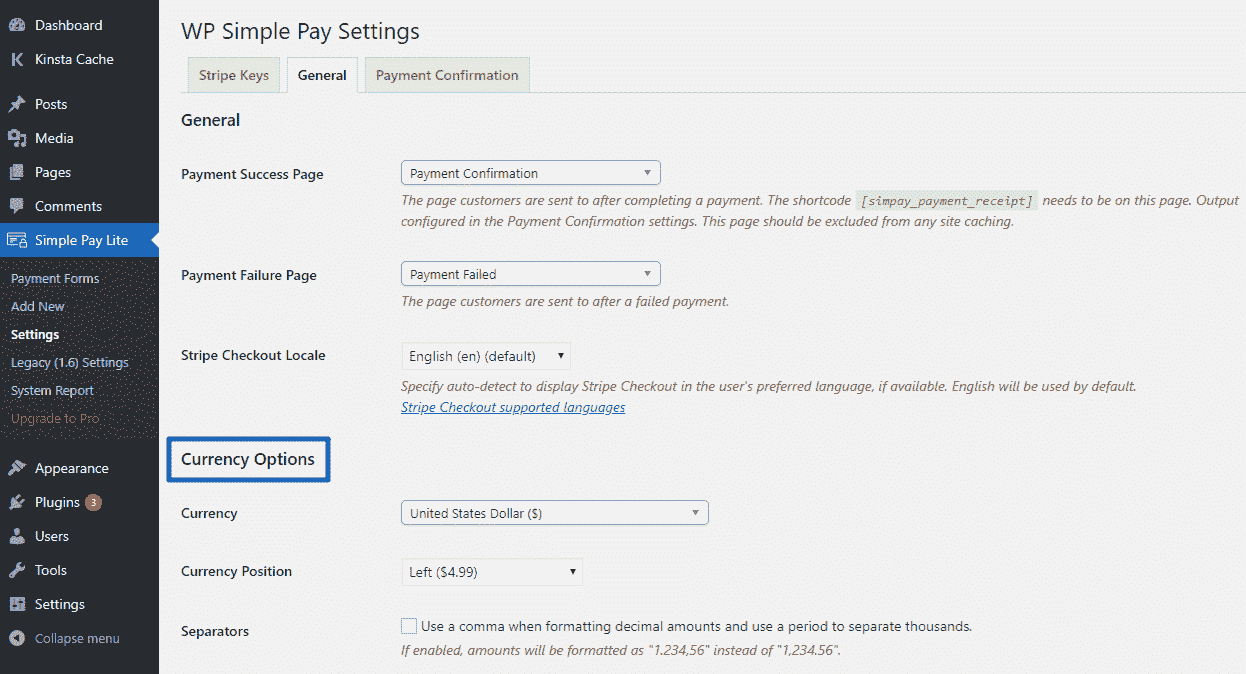 Dashboard
Kinsta Cache
Posts
Media
Pages
Comments
Simple Pay Lite
Payment Forms
Add New
Settings
Legacy (1.6) Settings
System Report
Upgrade to Pro
Appearance
Plugins 3
Users
Tools
Settings
Collapse menu
WP Simple Pay Settings
Stripe Keys General Payment Confirmation
General
Payment Success Page Payment Confirmation
The page customers are sent to after completing a payment. The shortcode [simpay_payment_receipt] needs to be on this page. Output
configured in the Payment Confirmation settings. This page should be excluded from any site caching.
Payment Failure Page Payment Failed
The page customers are sent to after a failed payment.
Stripe Checkout Locale English (en) (default)
Specify auto-detect to display Stripe Checkout in the user's preferred language, if available. English will be used by default.
Stripe Checkout supported languages
Currency Options
Currency United States Dollar ($)
Currency Position Left ($4.99)
Separators Use a comma when formatting decimal amounts and use a period to separate thousands.
If enabled, amounts will be formatted as "1.234,56" instead of "1,234.56".